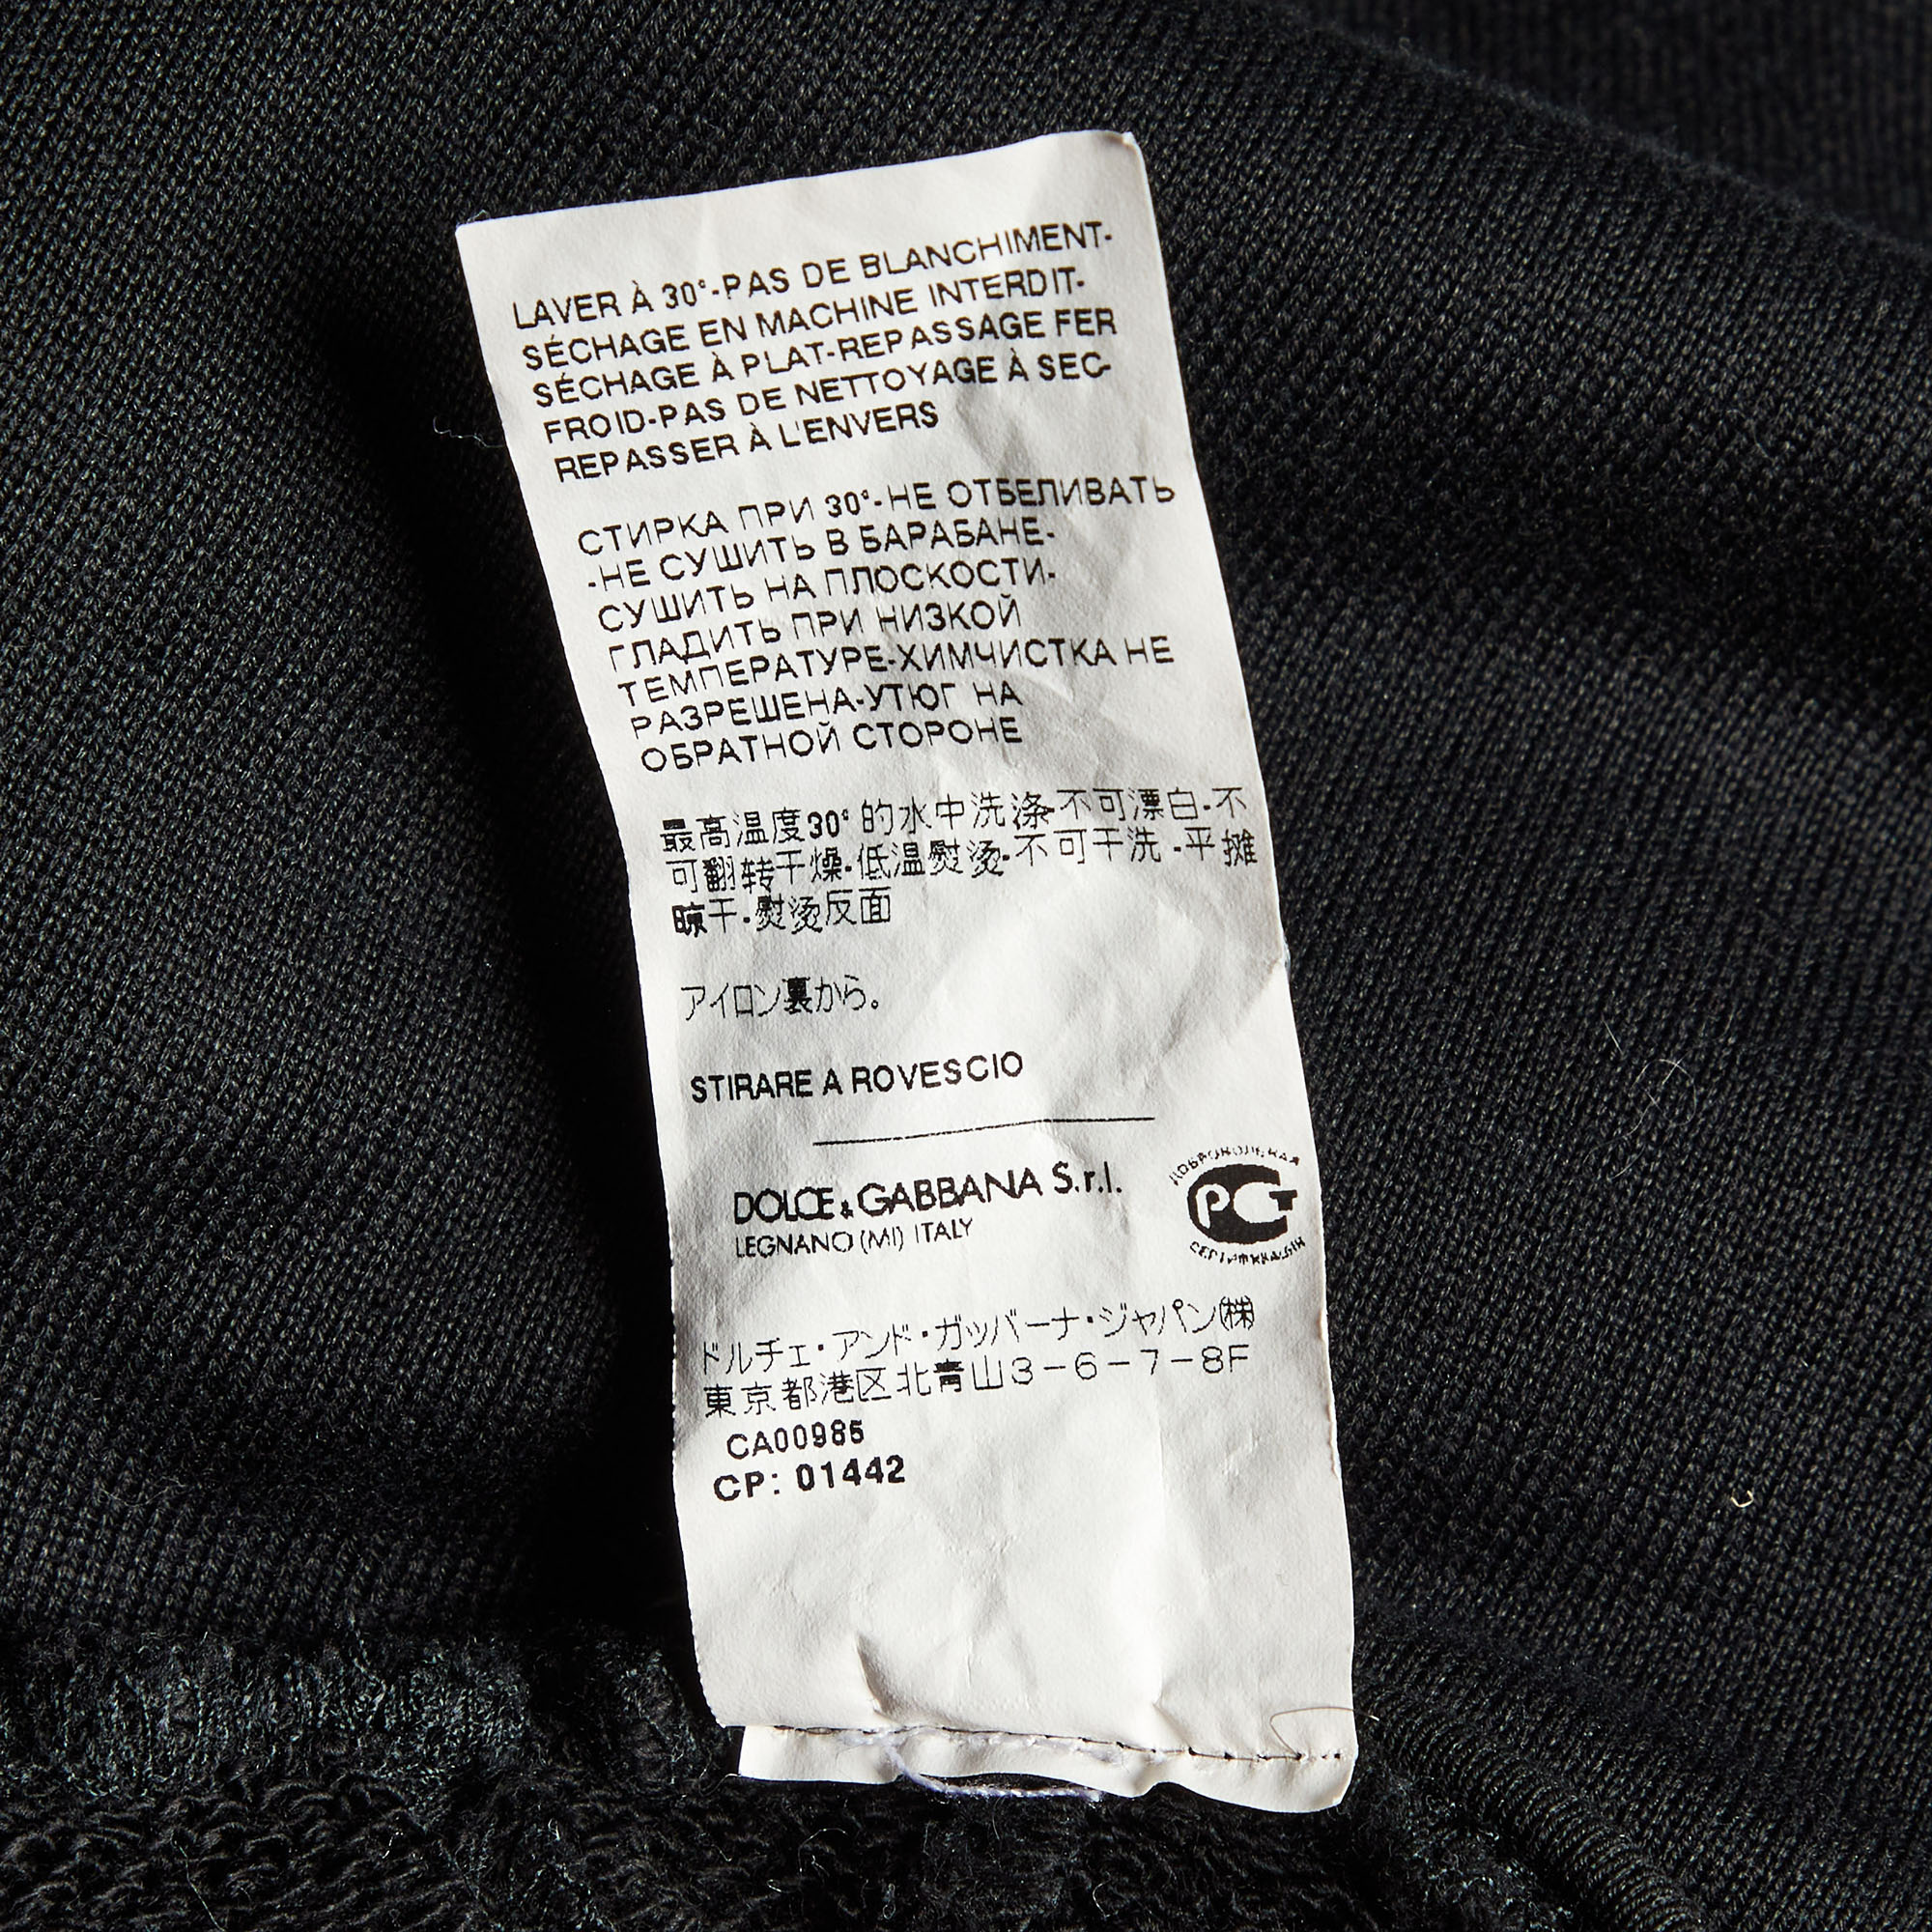 LAVER À 30°-PAS DE BLANCHIMENT-
SÉCHAGE EN MACHINE INTERDIT-
SÉCHAGE À PLAT-REPASSAGE FER
FROID-PAS DE NETTOYAGE À SEC-
REPASSER À L'ENVERS
СТИРКА ПРИ 30°-НЕ ОТБЕЛИВАТЬ
-НЕ СУШИТЬ В БАРАБАНЕ-
СУШИТЬ НА ПЛОСКОСТИ-
ГЛАДИТЬ ПРИ НИЗКОЙ
ТЕМПЕРАТУРЕ-ХИМЧИСТКА НЕ
РАЗРЕШЕНА-УТЮГ НА
ОБРАТНОЙ СТОРОНЕ
最高温度30°的水中洗涤-不可漂白-不
可翻转干燥-低温熨烫-不可干洗-平摊
晾干-熨烫反面
アイロン裏から。
STIRARE A ROVESCIO
DOLCE & GABBANA S.r.l.
LEGNANO (MI) ITALY
РСТ
ドルチェ・アンド・ガッバーナ・ジャパン㈱
東京都港区北青山3-6-7-8F
CA00985
CP: 01442